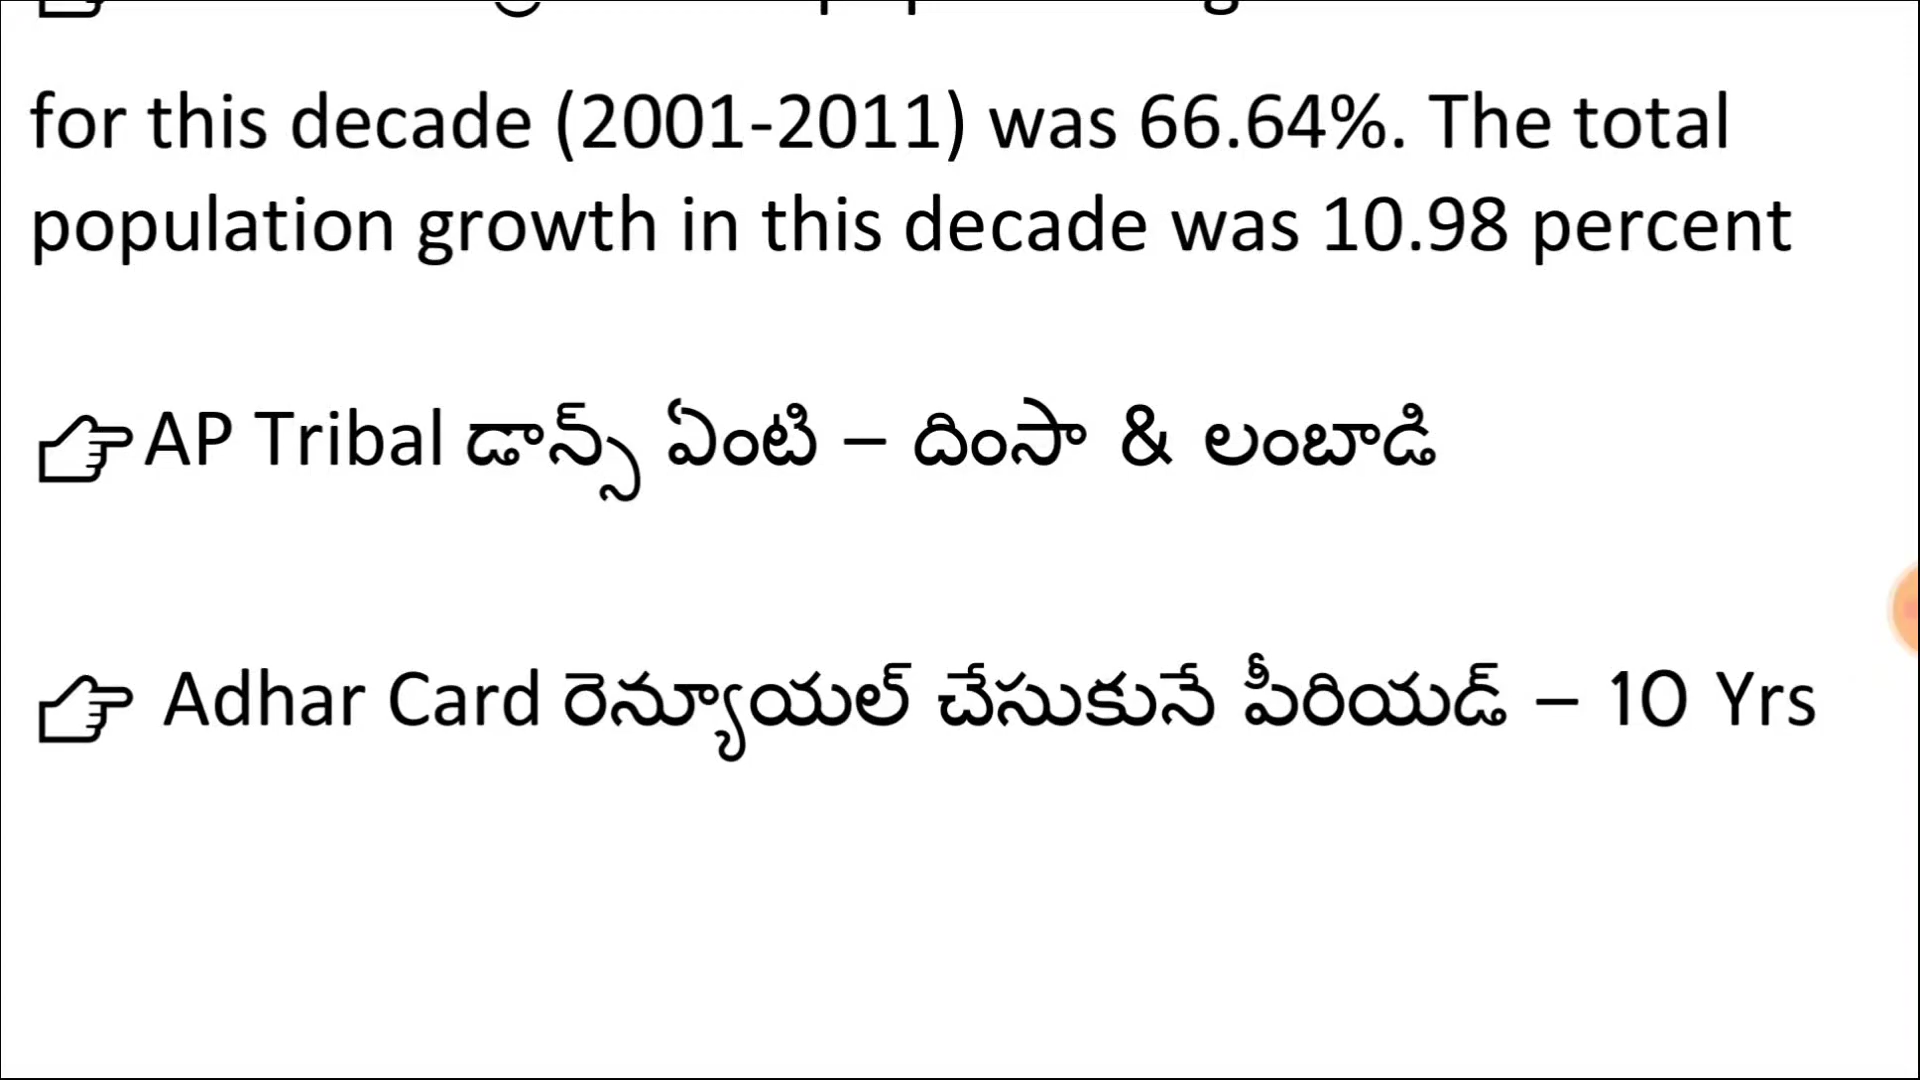 for this decade (2001-2011) was 66.64%. The total
population growth in this decade was 10.98 percent
👉AP Tribal డాన్స్ ఏంటి – దింసా & లంబాడి
👉 Adhar Card రెన్యూయల్ చేసుకునే పీరియడ్ – 10 Yrs